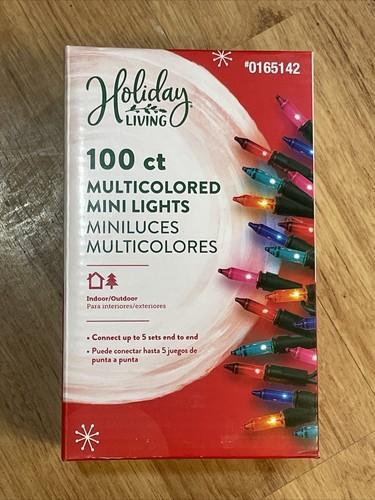 #0165142
Holiday
LIVING
100 ct
MULTICOLORED
MINI LIGHTS
MINILUCES
MULTICOLORES
Indoor/Outdoor
Para interiores/exteriores
• Connect up to 5 sets end to end
• Puede conectar hasta 5 juegos de
punta a punta